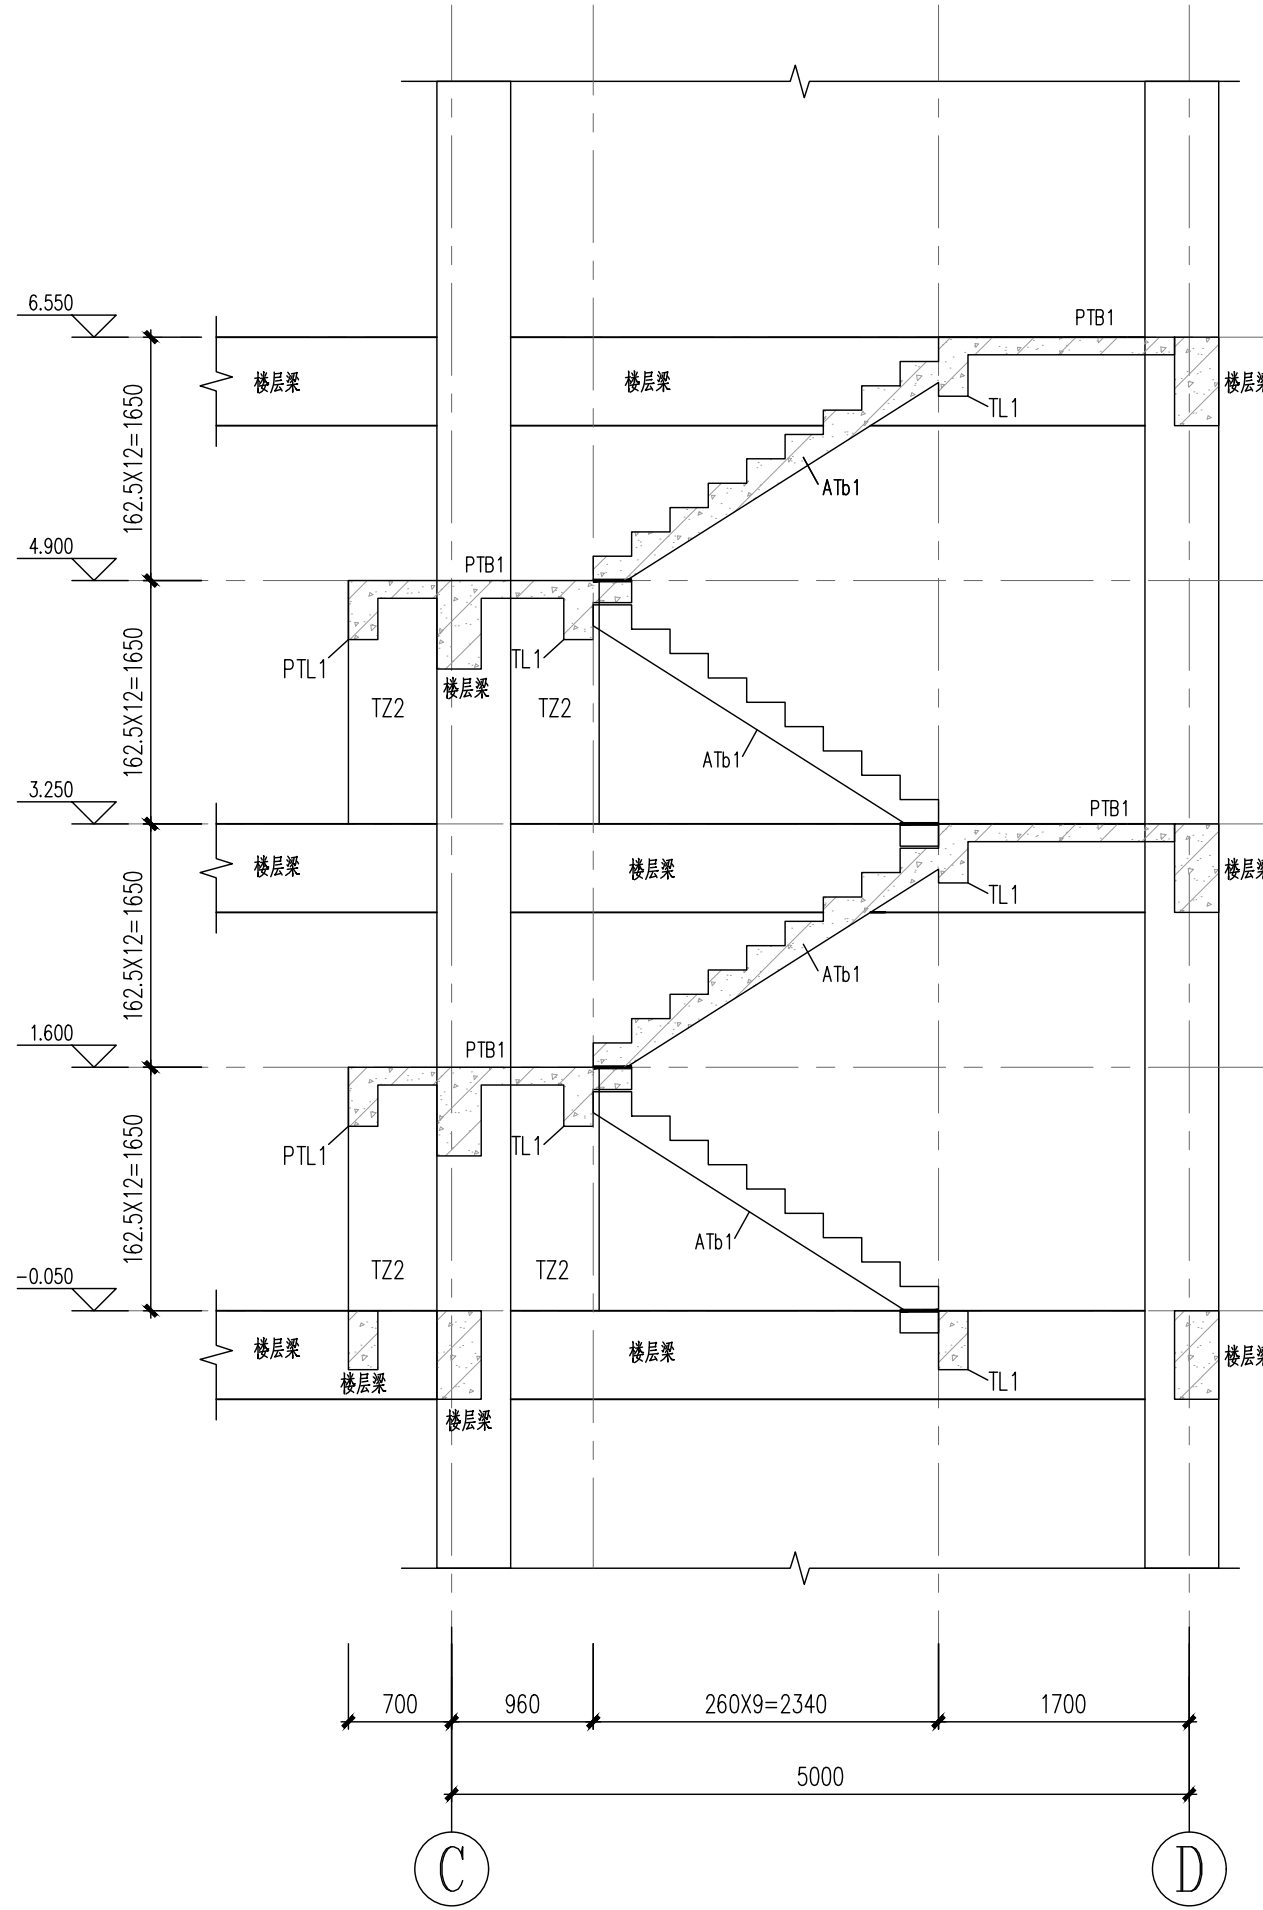 6.550
PTB1
楼层梁
楼层梁
楼层梁
TL1
162.5X12=1650
ATb1
4.900
PTB1
PTL1
TL1
楼层梁
TZ2
TZ2
162.5X12=1650
ATb1
3.250
PTB1
楼层梁
楼层梁
楼层梁
TL1
162.5X12=1650
ATb1
1.600
PTB1
PTL1
TL1
162.5X12=1650
ATb1
TZ2
TZ2
-0.050
楼层梁
楼层梁
楼层梁
楼层梁
TL1
楼层梁
700
960
260X9=2340
1700
5000
C
D